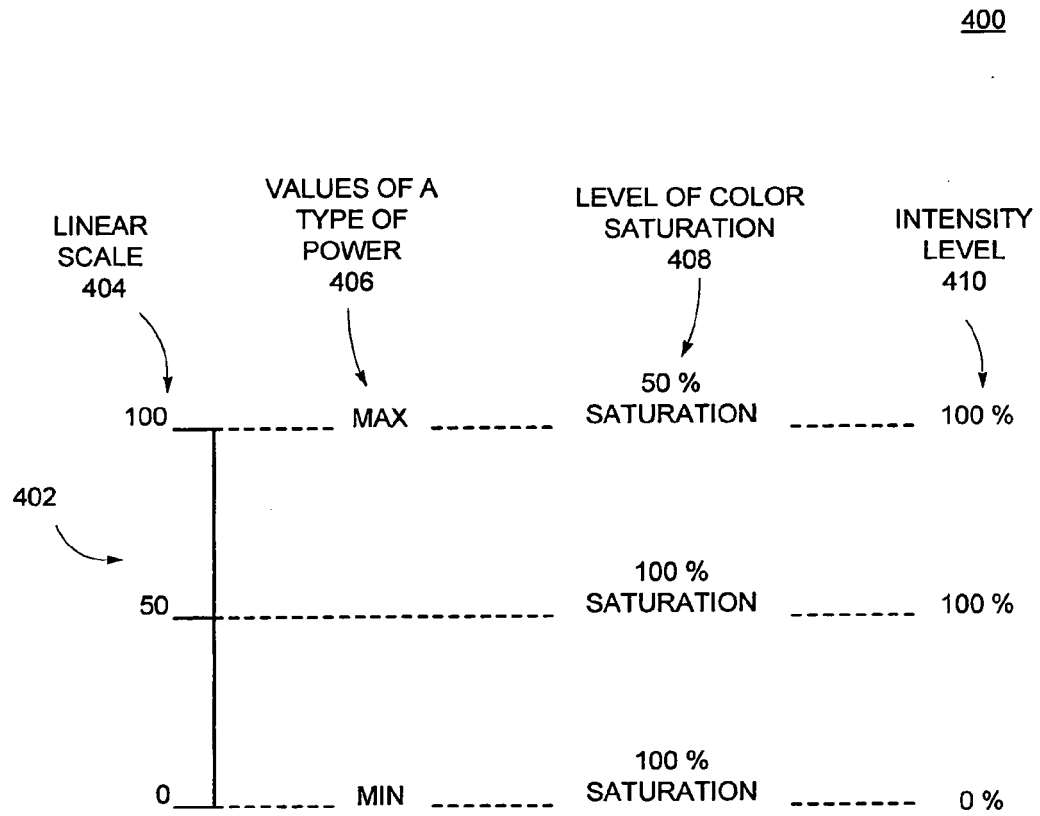 400
LINEAR
SCALE
404
VALUES OF A
TYPE OF
POWER
406
LEVEL OF COLOR
SATURATION
408
INTENSITY
LEVEL
410
100 MAX 50 %
SATURATION 100 %
402
50 100 %
SATURATION 100 %
0 MIN 100 %
SATURATION 0 %